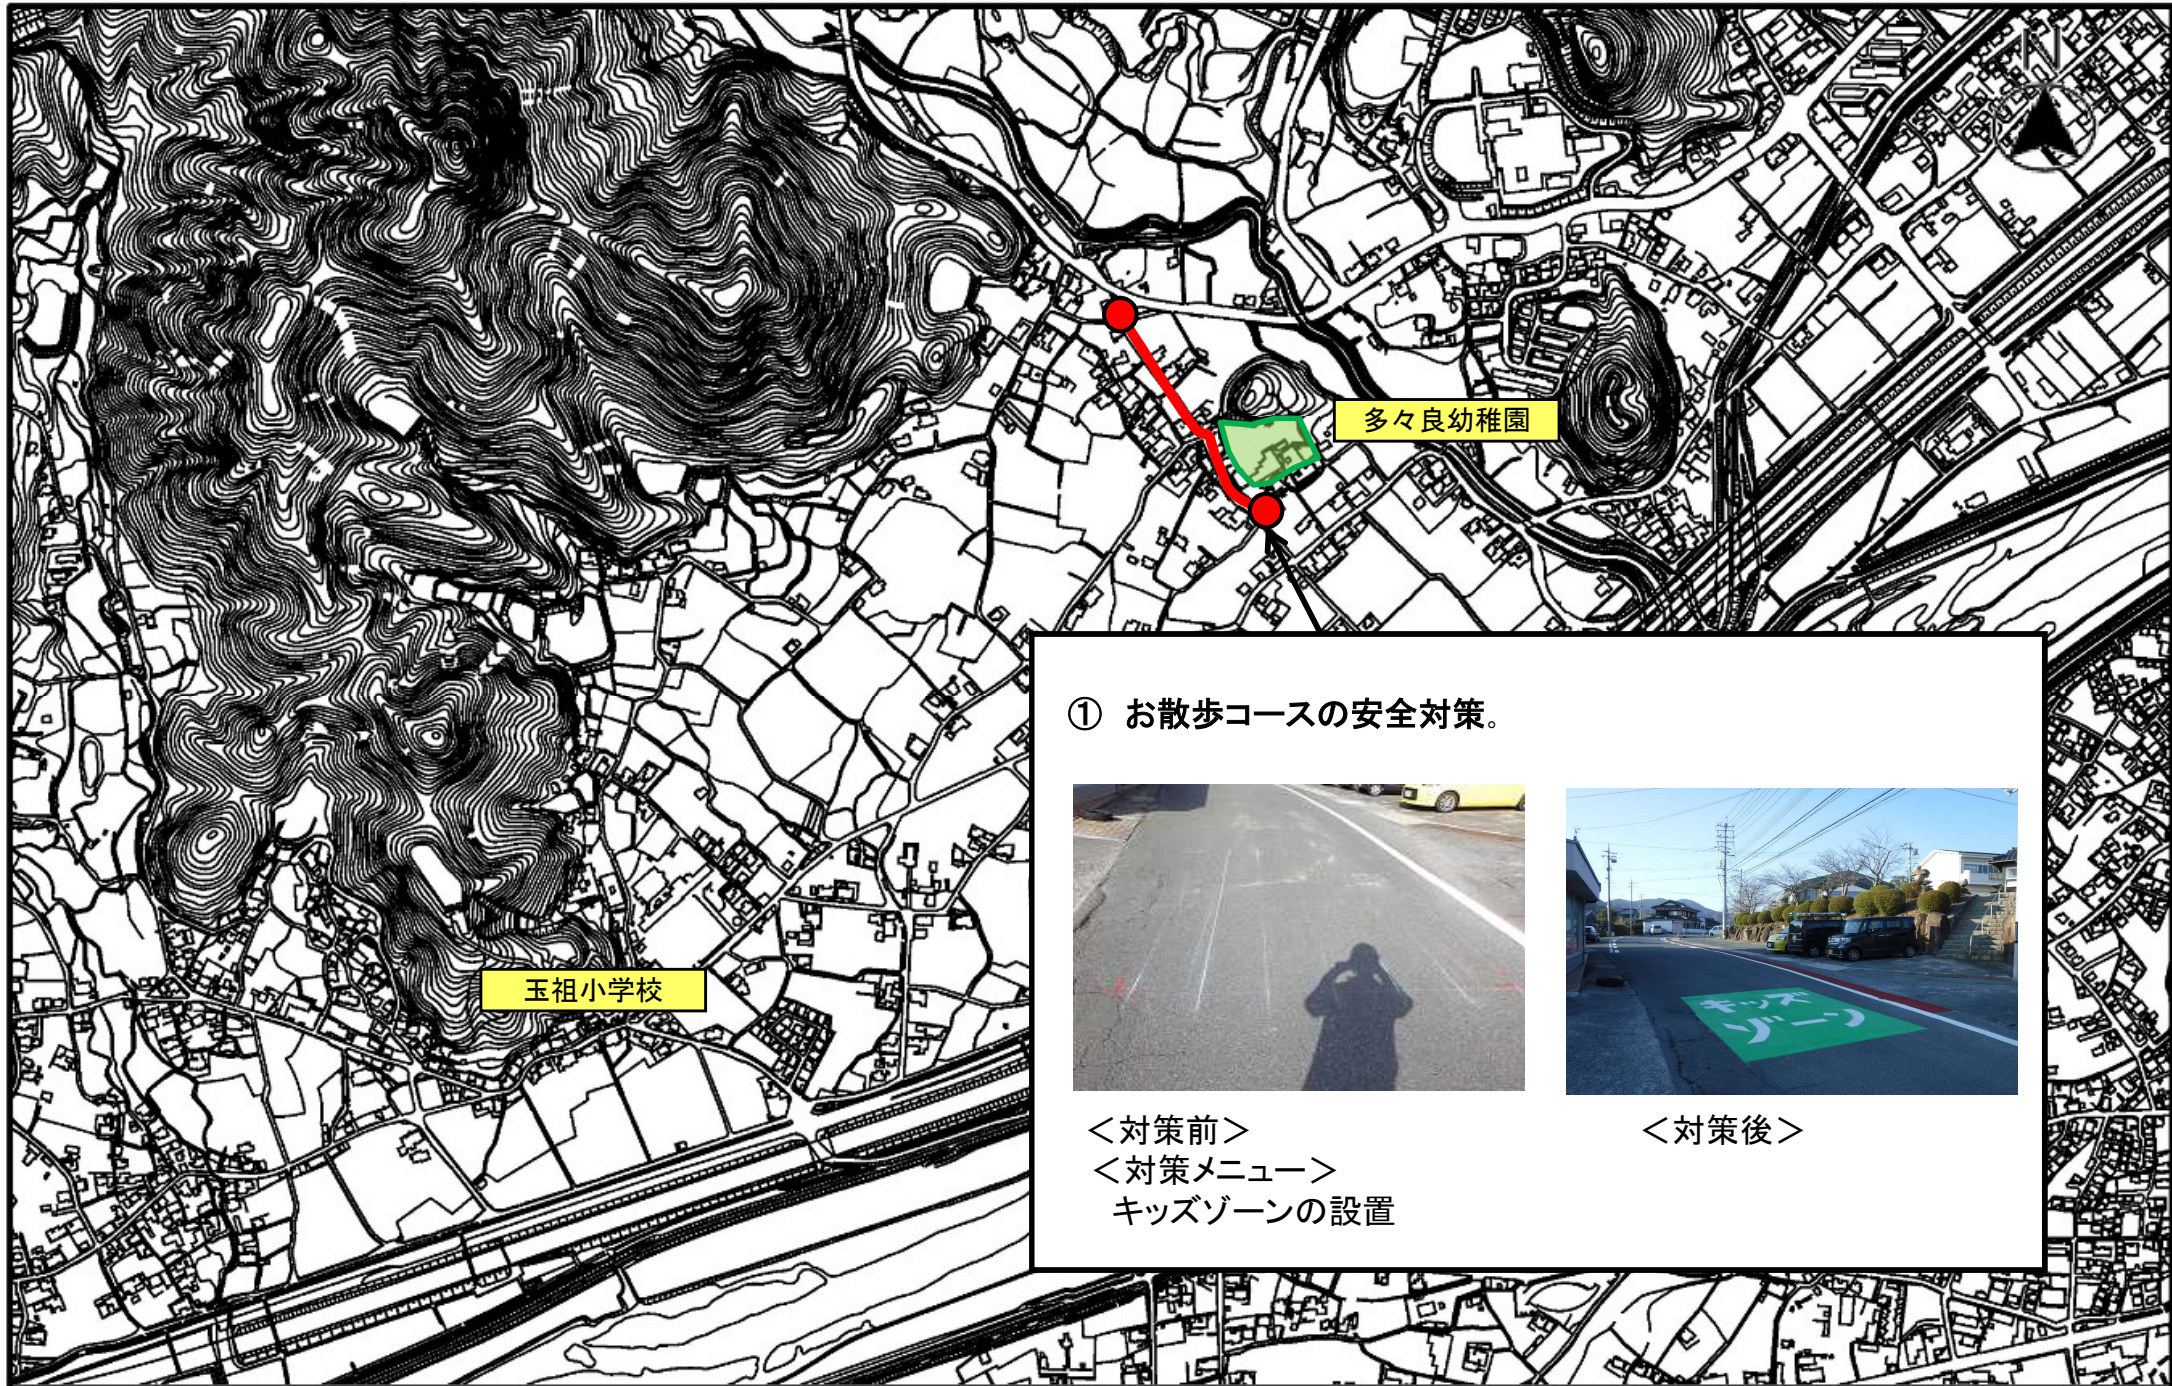 N
多々良幼稚園
① お散歩コースの安全対策。
キッズ
ゾーン
＜対策前＞
＜対策後＞
＜対策メニュー＞
キッズゾーンの設置
玉祖小学校